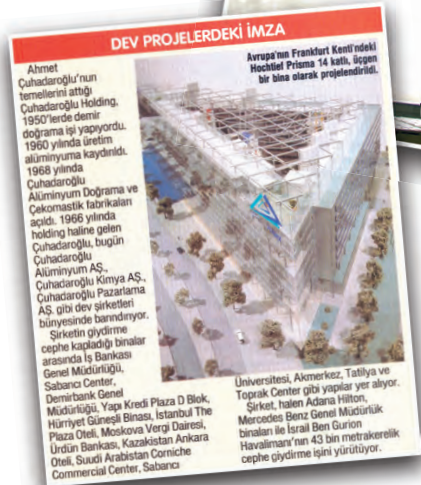 DEV PROJELERDEKİ İMZA
Avrupa'nın Frankfurt Kenti'ndeki
Hochtief Prisma 14 katlı, üçgen
bir bina olarak projelendirildi.
Ahmet
Çuhadaroğlu'nun
temellerini attığı
Çuhadaroğlu Holding,
1950'lerde demir
doğrama işi yapıyordu.
1960 yılında üretim
alüminyuma kaydırıldı.
1968 yılında
Çuhadaroğlu
Alüminyum Doğrama ve
Çekomastik fabrikaları
açıldı. 1966 yılında
holding haline gelen
Çuhadaroğlu, bugün
Çuhadaroğlu
Alüminyum AŞ.,
Çuhadaroğlu Kimya AŞ.,
Çuhadaroğlu Pazarlama
AŞ. gibi dev şirketleri
bünyesinde barındırıyor.
Şirketin giydirme
cephe kapladığı binalar
arasında İş Bankası
Genel Müdürlüğü,
Sabancı Center,
Demirbank Genel
Müdürlüğü, Yapı Kredi Plaza D Blok,
Hürriyet Güneşli Binası, İstanbul The
Plaza Oteli, Moskova Vergi Dairesi,
Ürdün Bankası, Kazakistan Ankara
Oteli, Suudi Arabistan Corniche
Commercial Center, Sabancı
Üniversitesi, Akmerkez, Tatilya ve
Toprak Center gibi yapılar yer alıyor.
Şirket, halen Adana Hilton,
Mercedes Benz Genel Müdürlük
binaları ile İsrail Ben Gurion
Havalimanı'nın 43 bin metrakerelik
cephe giydirme işini yürütüyor.